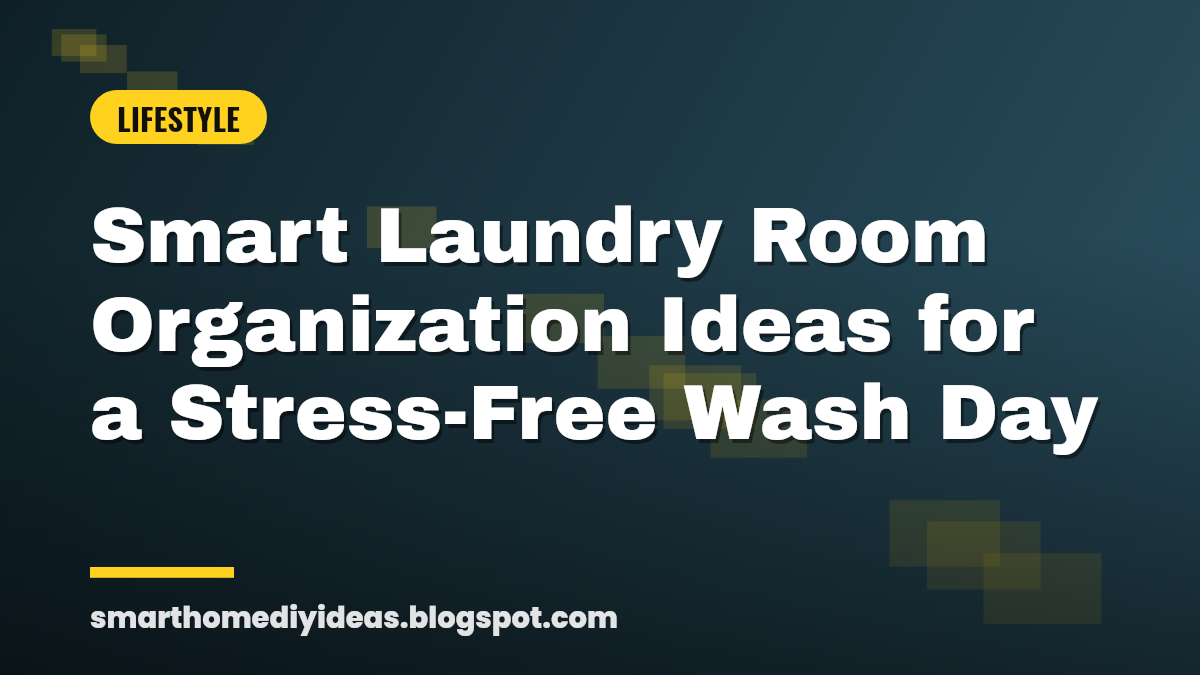 LIFESTYLE
Smart Laundry Room
Organization Ideas for
a Stress-Free Wash Day
smarthomediyideas.blogspot.com